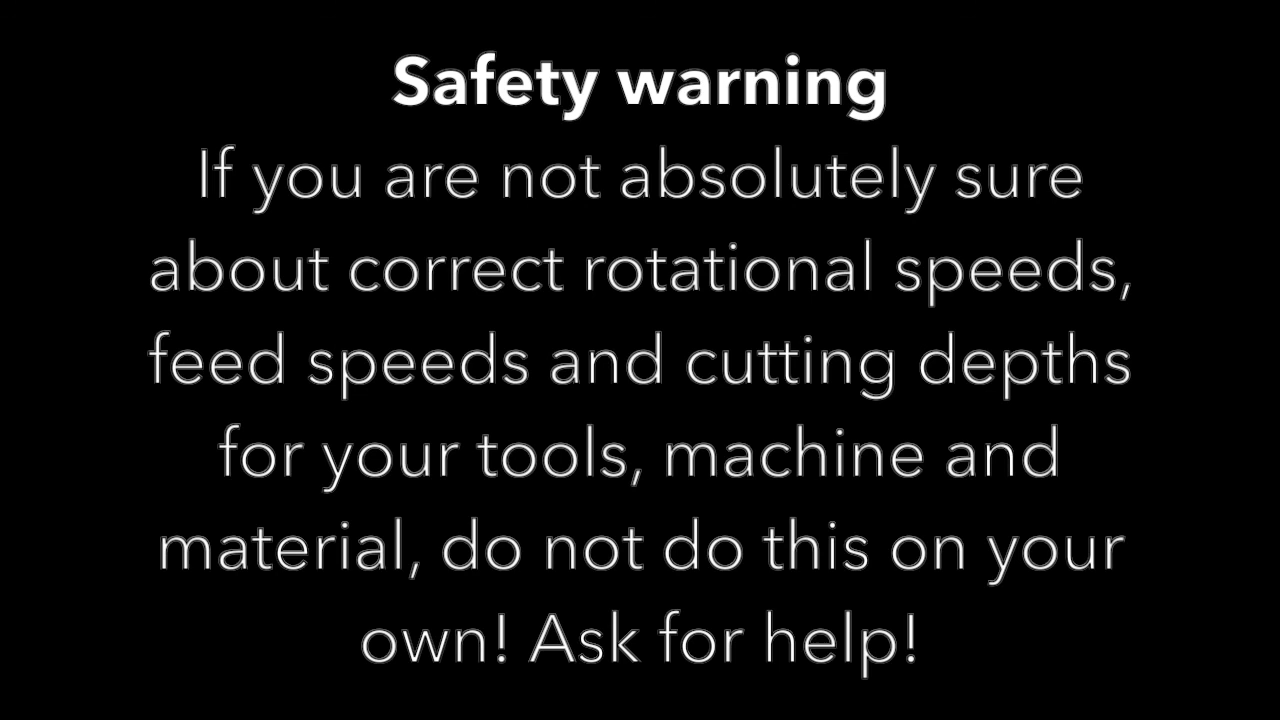 Safety warning
If you are not absolutely sure
about correct rotational speeds,
feed speeds and cutting depths
for your tools, machine and
material, do not do this on your
own! Ask for help!